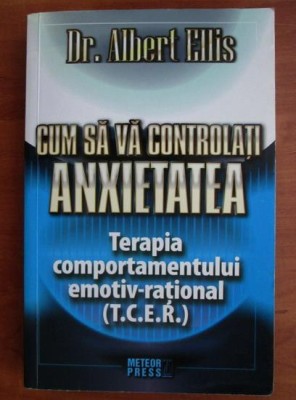 Dr. Albert Ellis
CUM SĂ VĂ CONTROLAȚI
ANXIETATEA
Terapia
comportamentului
emotiv-rațional
(T.C.E.R.)
METEOR
PRESS